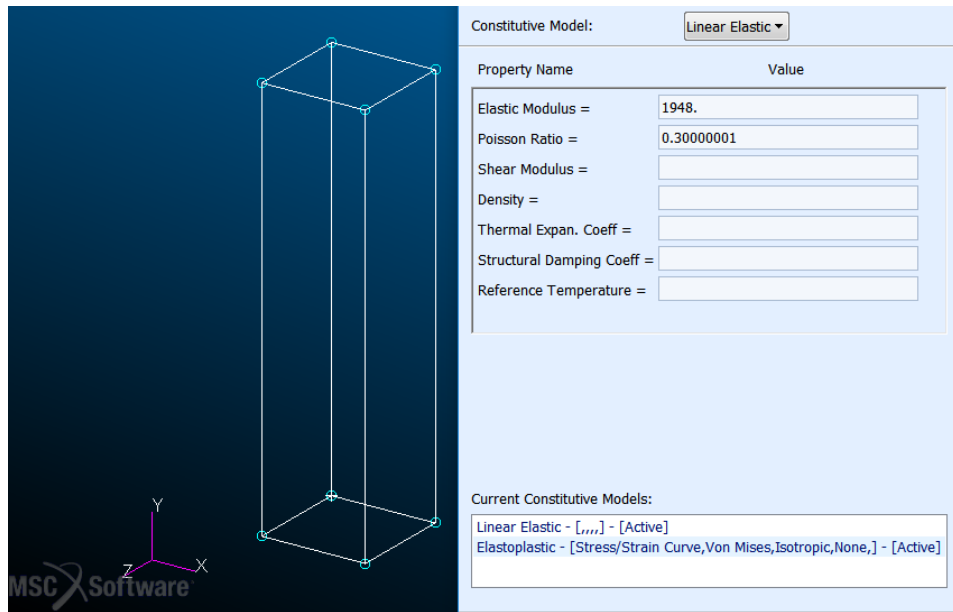 Constitutive Model: Linear Elastic
Property Name Value
Elastic Modulus = 1948.
Poisson Ratio = 0.30000001
Shear Modulus =
Density =
Thermal Expan. Coeff =
Structural Damping Coeff =
Reference Temperature =
Current Constitutive Models:
Linear Elastic - [,,,,] - [Active]
Elastoplastic - [Stress/Strain Curve,Von Mises,Isotropic,None,] - [Active]
Y
Z X
MSC Software